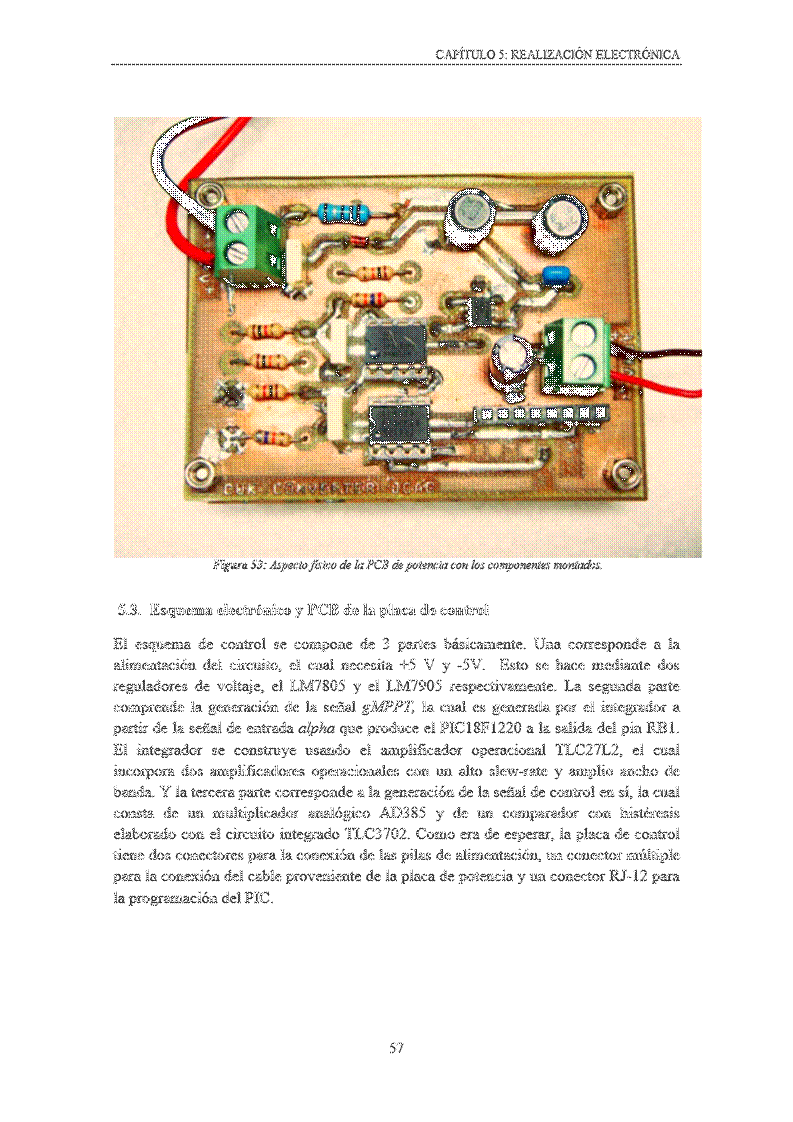 CAPÍTULO 5: REALIZACIÓN ELECTRÓNICA
CUK CONVERTER UCAE
Figura 53: Aspecto físico de la PCB de potencia con los componentes montados.
5.3. Esquema electrónico y PCB de la placa de control
El esquema de control se compone de 3 partes básicamente. Una corresponde a la
alimentación del circuito, el cual necesita +5 V y -5V. Esto se hace mediante dos
reguladores de voltaje, el LM7805 y el LM7905 respectivamente. La segunda parte
comprende la generación de la señal gMPPT, la cual es generada por el integrador a
partir de la señal de entrada alpha que produce el PIC18F1220 a la salida del pin RB1.
El integrador se construye usando el amplificador operacional TLC27L2, el cual
incorpora dos amplificadores operacionales con un alto slew-rate y amplio ancho de
banda. Y la tercera parte corresponde a la generación de la señal de control en sí, la cual
consta de un multiplicador analógico AD385 y de un comparador con histéresis
elaborado con el circuito integrado TLC3702. Como era de esperar, la placa de control
tiene dos conectores para la conexión de las pilas de alimentación, un conector múltiple
para la conexión del cable proveniente de la placa de potencia y un conector RJ-12 para
la programación del PIC.
57